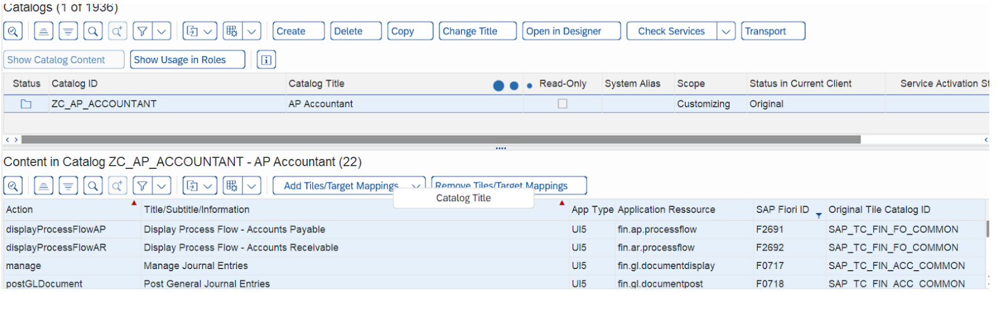 Catalogs (1 of 1936)
Create Delete Copy Change Title Open in Designer Check Services Transport
Show Catalog Content Show Usage in Roles
Status Catalog ID Catalog Title Read-Only System Alias Scope Status in Current Client Service Activation St
ZC_AP_ACCOUNTANT AP Accountant Customizing Original
Content in Catalog ZC_AP_ACCOUNTANT - AP Accountant (22)
Add Tiles/Target Mappings Remove Tiles/Target Mappings
Catalog Title
Action Title/Subtitle/Information App Type Application Ressource SAP Fiori ID Original Tile Catalog ID
displayProcessFlowAP Display Process Flow - Accounts Payable UI5 fin.ap.processflow F2691 SAP_TC_FIN_FO_COMMON
displayProcessFlowAR Display Process Flow - Accounts Receivable UI5 fin.ar.processflow F2692 SAP_TC_FIN_FO_COMMON
manage Manage Journal Entries UI5 fin.gl.documentdisplay F0717 SAP_TC_FIN_ACC_COMMON
postGLDocument Post General Journal Entries UI5 fin.gl.documentpost F0718 SAP_TC_FIN_ACC_COMMON